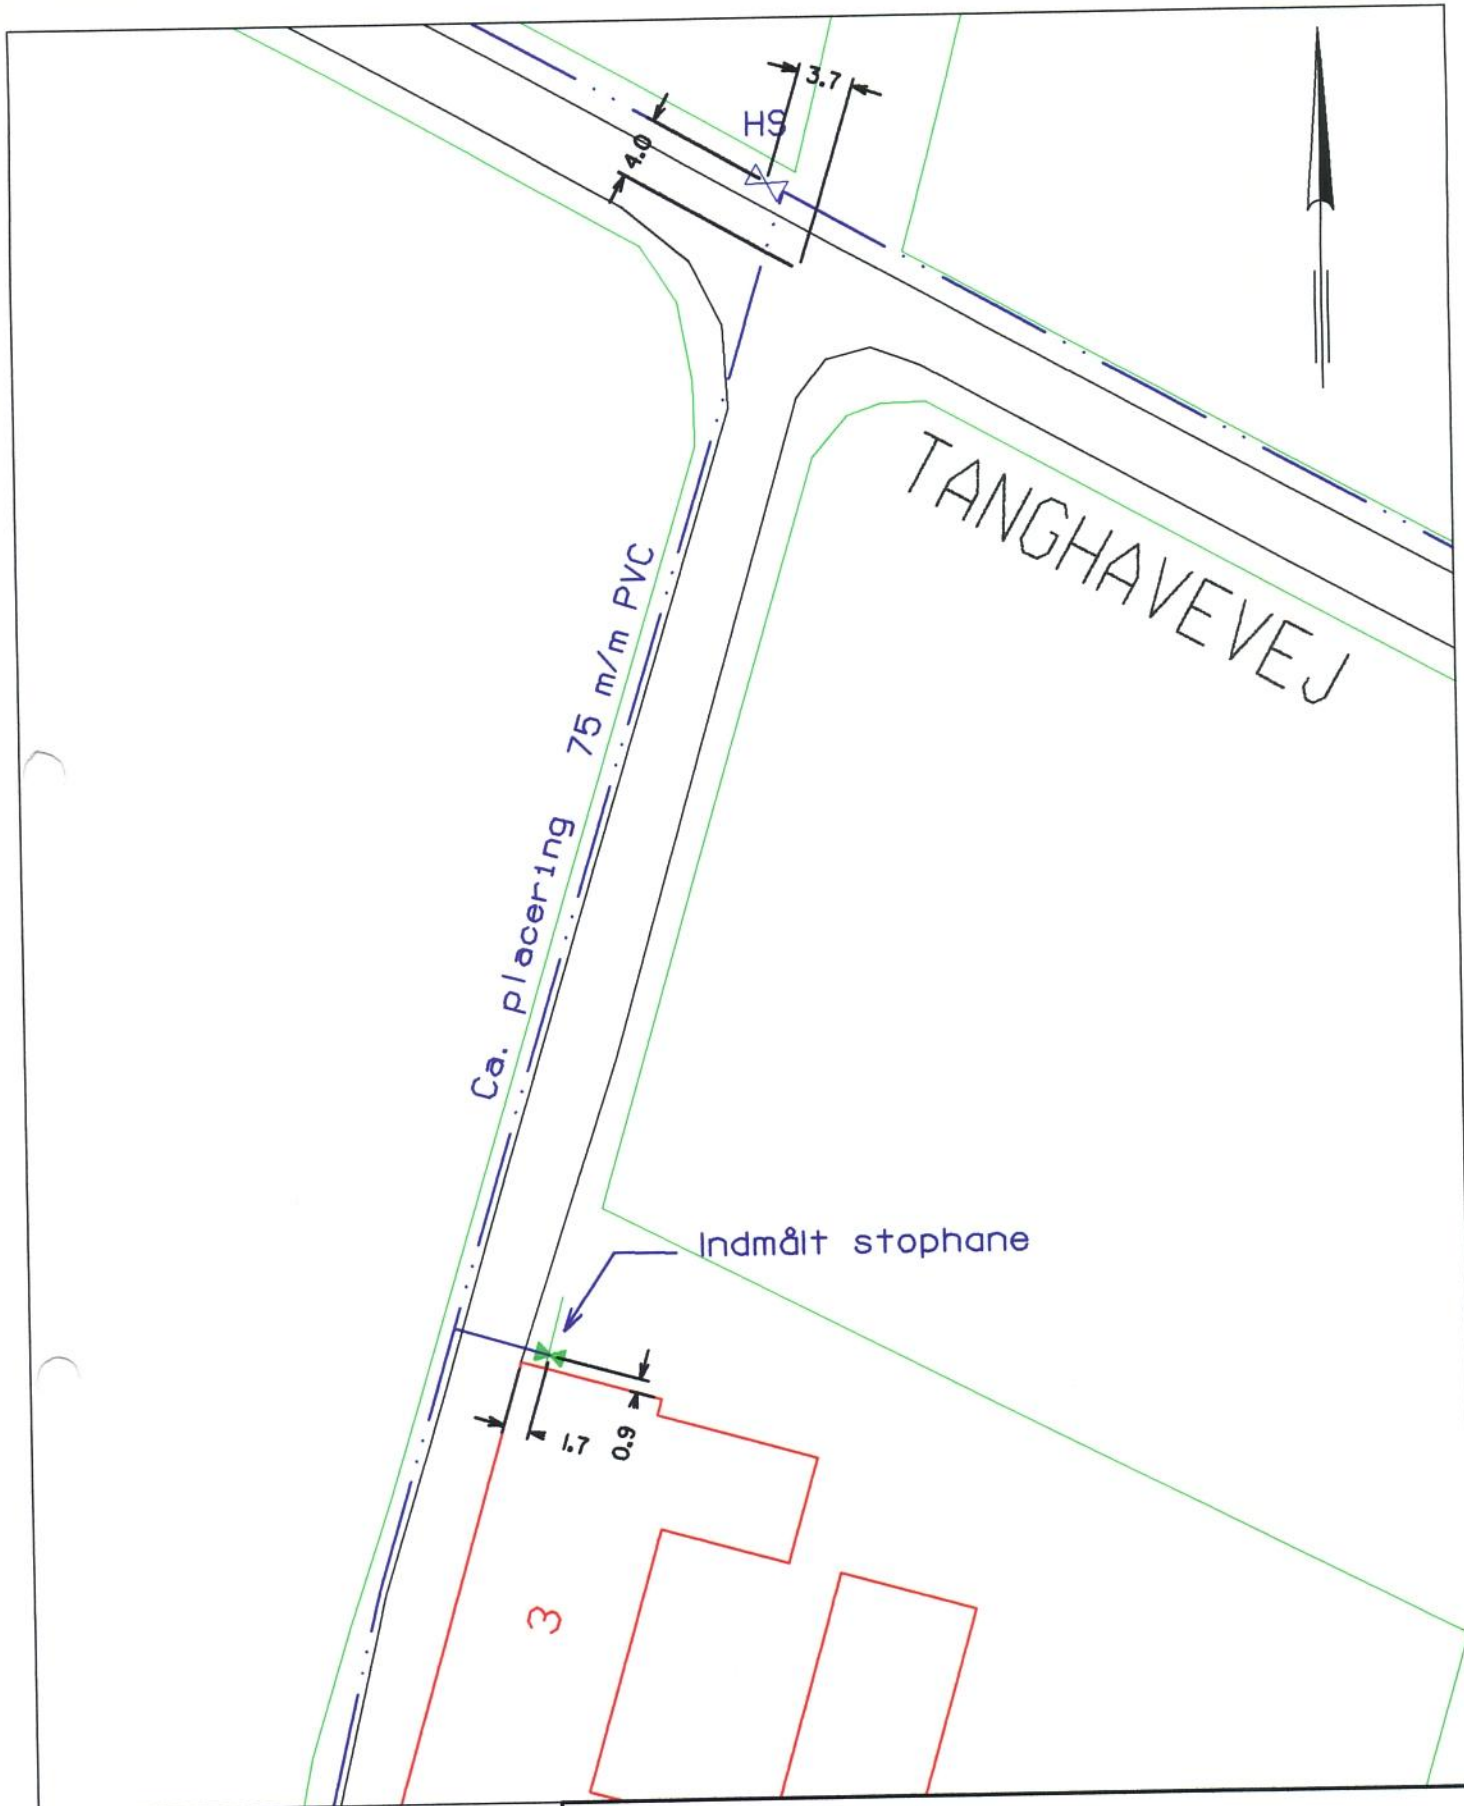 3.7
HS
4.0
TANGHAVEVEJ
Ca. placering 75 m/m PVC
Indmålt stophane
1.7
0.9
3